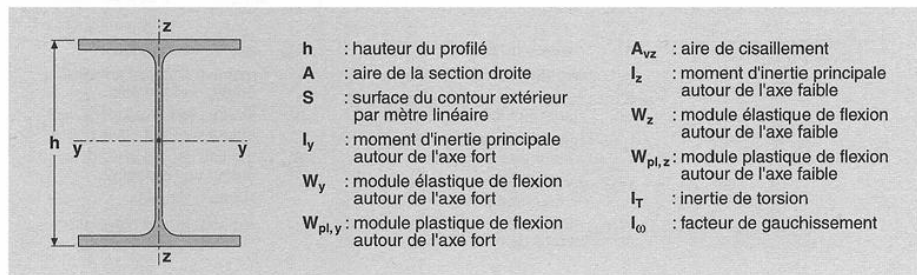 z
h
y
y
z
h : hauteur du profilé
A : aire de la section droite
S : surface du contour extérieur
par mètre linéaire
Iy : moment d'inertie principale
autour de l'axe fort
Wy : module élastique de flexion
autour de l'axe fort
Wpl,y : module plastique de flexion
autour de l'axe fort
Avz : aire de cisaillement
Iz : moment d'inertie principale
autour de l'axe faible
Wz : module élastique de flexion
autour de l'axe faible
Wpl,z : module plastique de flexion
autour de l'axe faible
IT : inertie de torsion
Iω : facteur de gauchissement